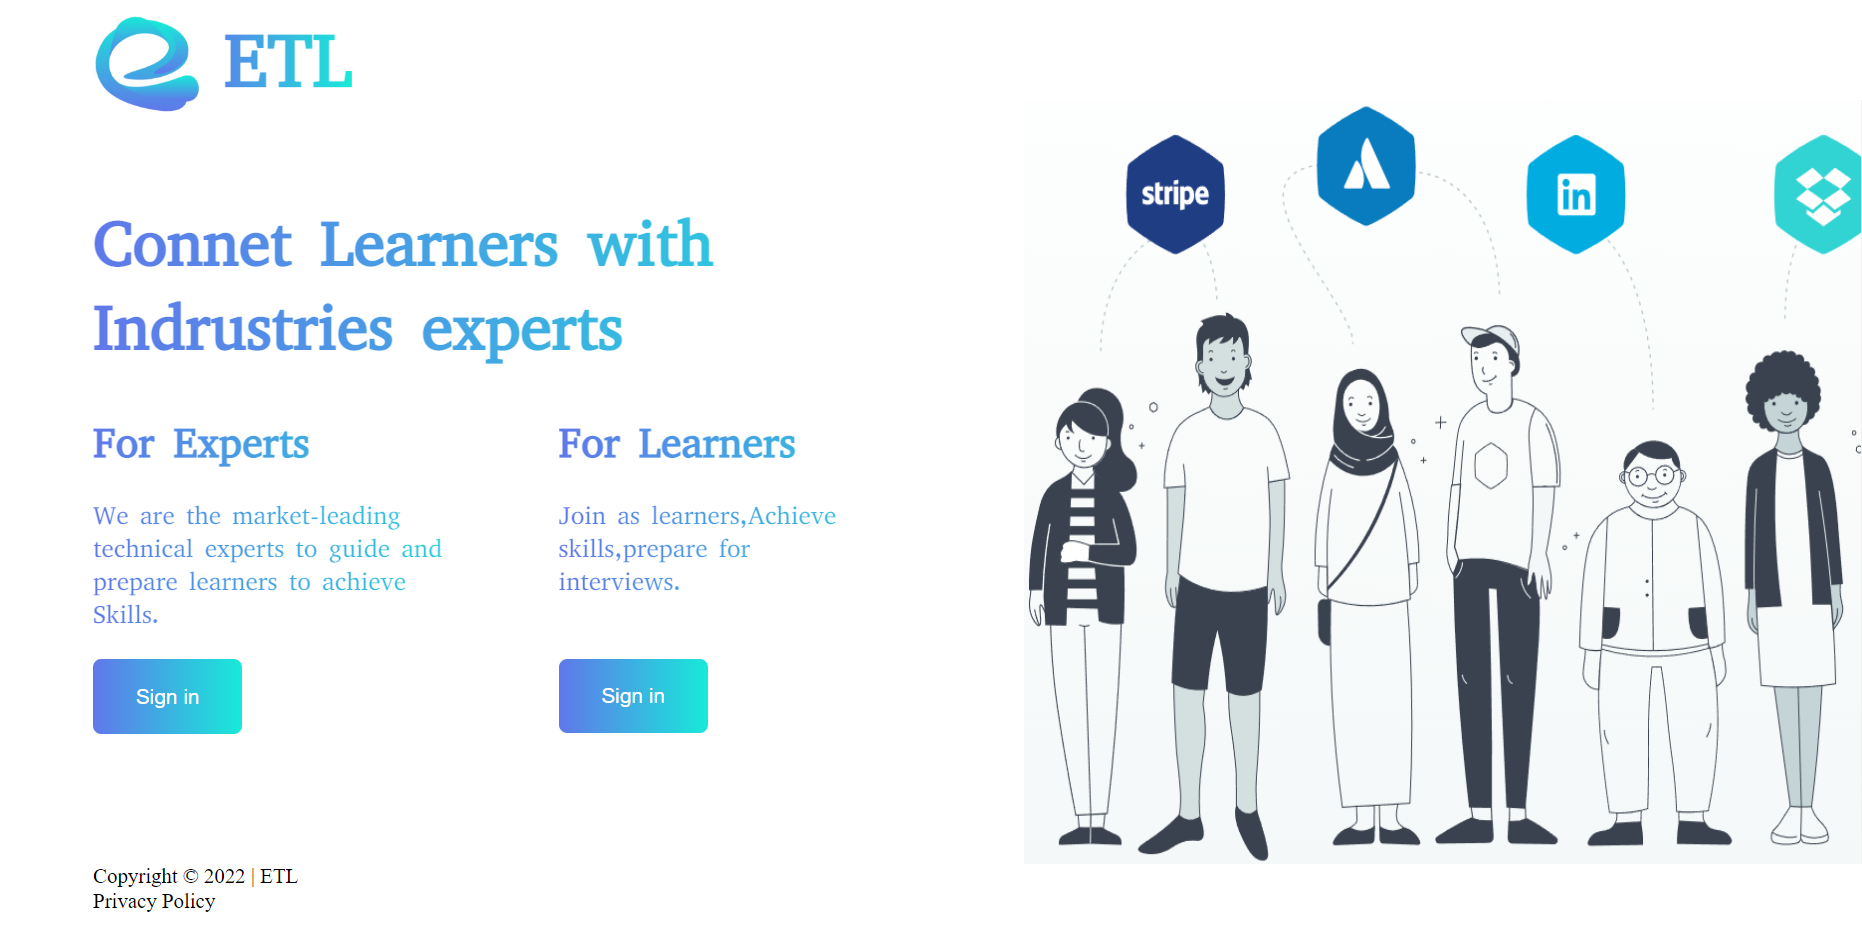 ETL
stripe
in
Connet Learners with
Indrustries experts
For Experts
We are the market-leading
technical experts to guide and
prepare learners to achieve
Skills.
Sign in
For Learners
Join as learners,Achieve
skills,prepare for
interviews.
Sign in
Copyright © 2022 | ETL
Privacy Policy